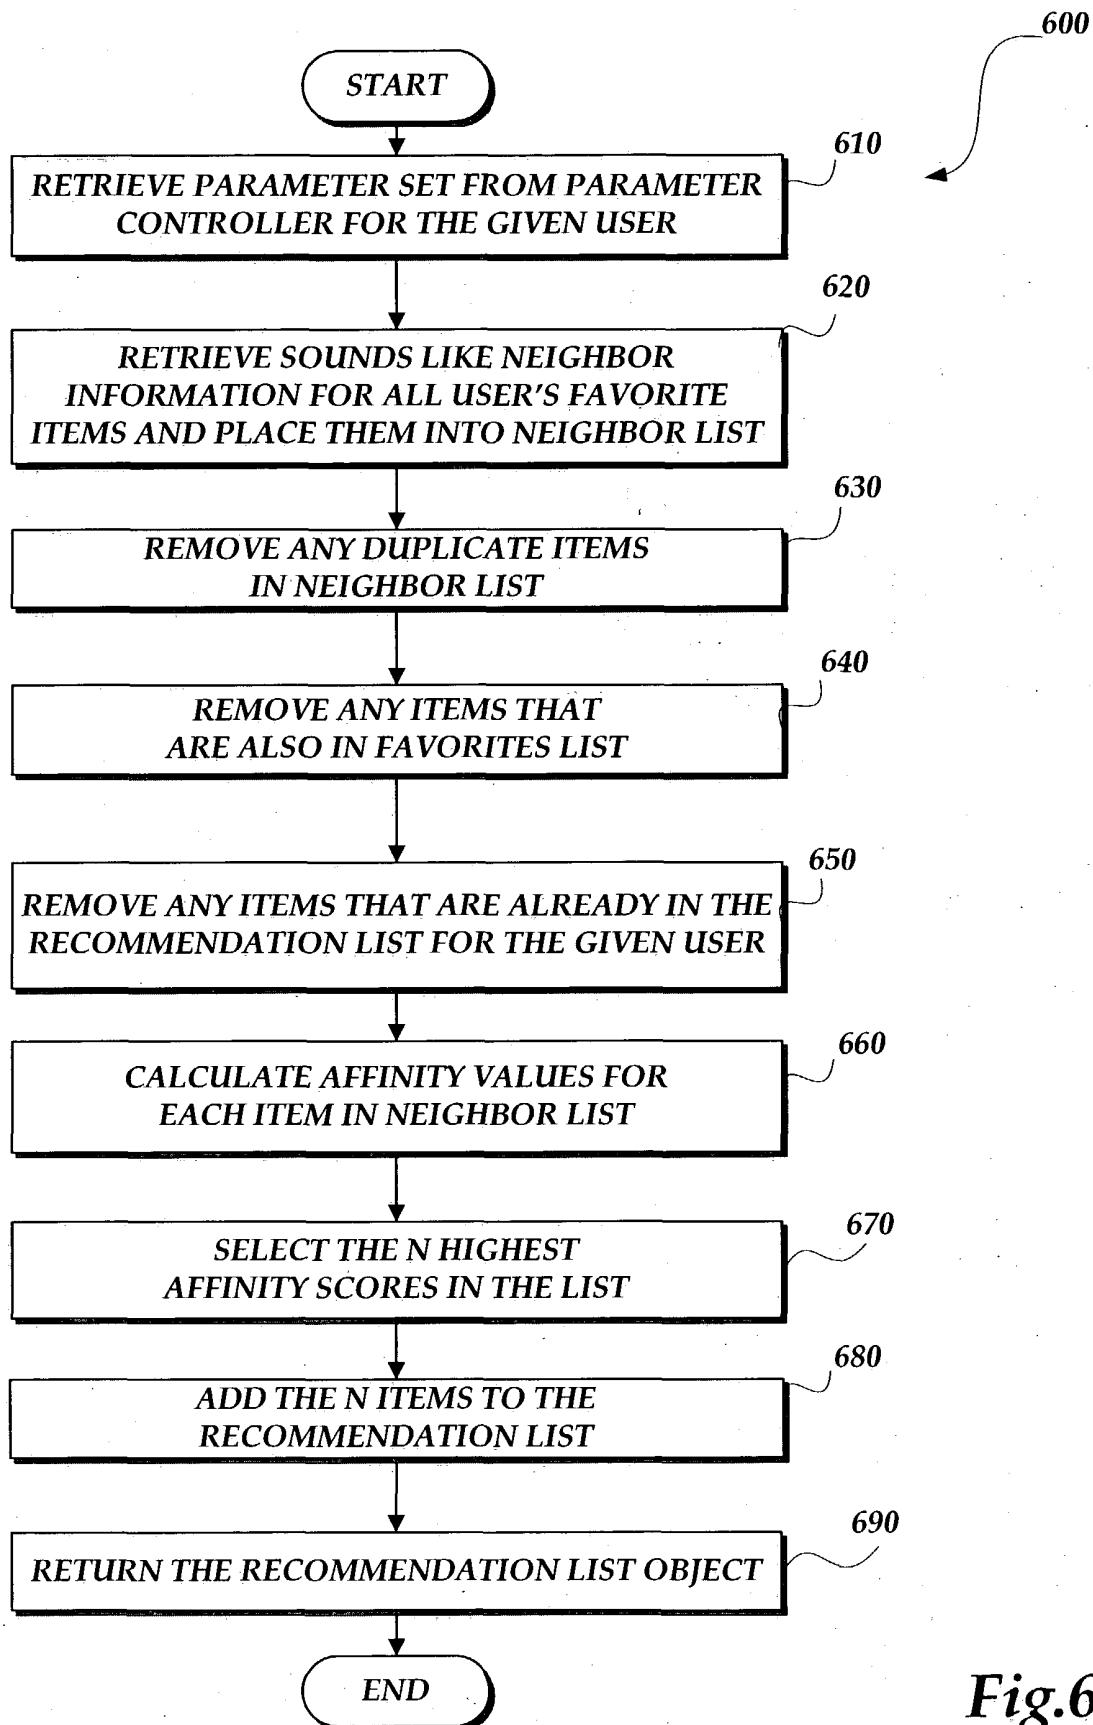 600
START
610
RETRIEVE PARAMETER SET FROM PARAMETER
CONTROLLER FOR THE GIVEN USER
620
RETRIEVE SOUNDS LIKE NEIGHBOR
INFORMATION FOR ALL USER'S FAVORITE
ITEMS AND PLACE THEM INTO NEIGHBOR LIST
630
REMOVE ANY DUPLICATE ITEMS
IN NEIGHBOR LIST
640
REMOVE ANY ITEMS THAT
ARE ALSO IN FAVORITES LIST
650
REMOVE ANY ITEMS THAT ARE ALREADY IN THE
RECOMMENDATION LIST FOR THE GIVEN USER
660
CALCULATE AFFINITY VALUES FOR
EACH ITEM IN NEIGHBOR LIST
670
SELECT THE N HIGHEST
AFFINITY SCORES IN THE LIST
680
ADD THE N ITEMS TO THE
RECOMMENDATION LIST
690
RETURN THE RECOMMENDATION LIST OBJECT
END
Fig.6